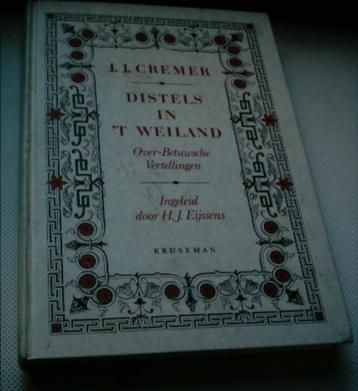 J. J. CREMER
DISTELS
IN
'T WEILAND
Over-Betuwsche
Vertellingen
Ingeleid
door H. J. Eijssens
KRUSEMAN